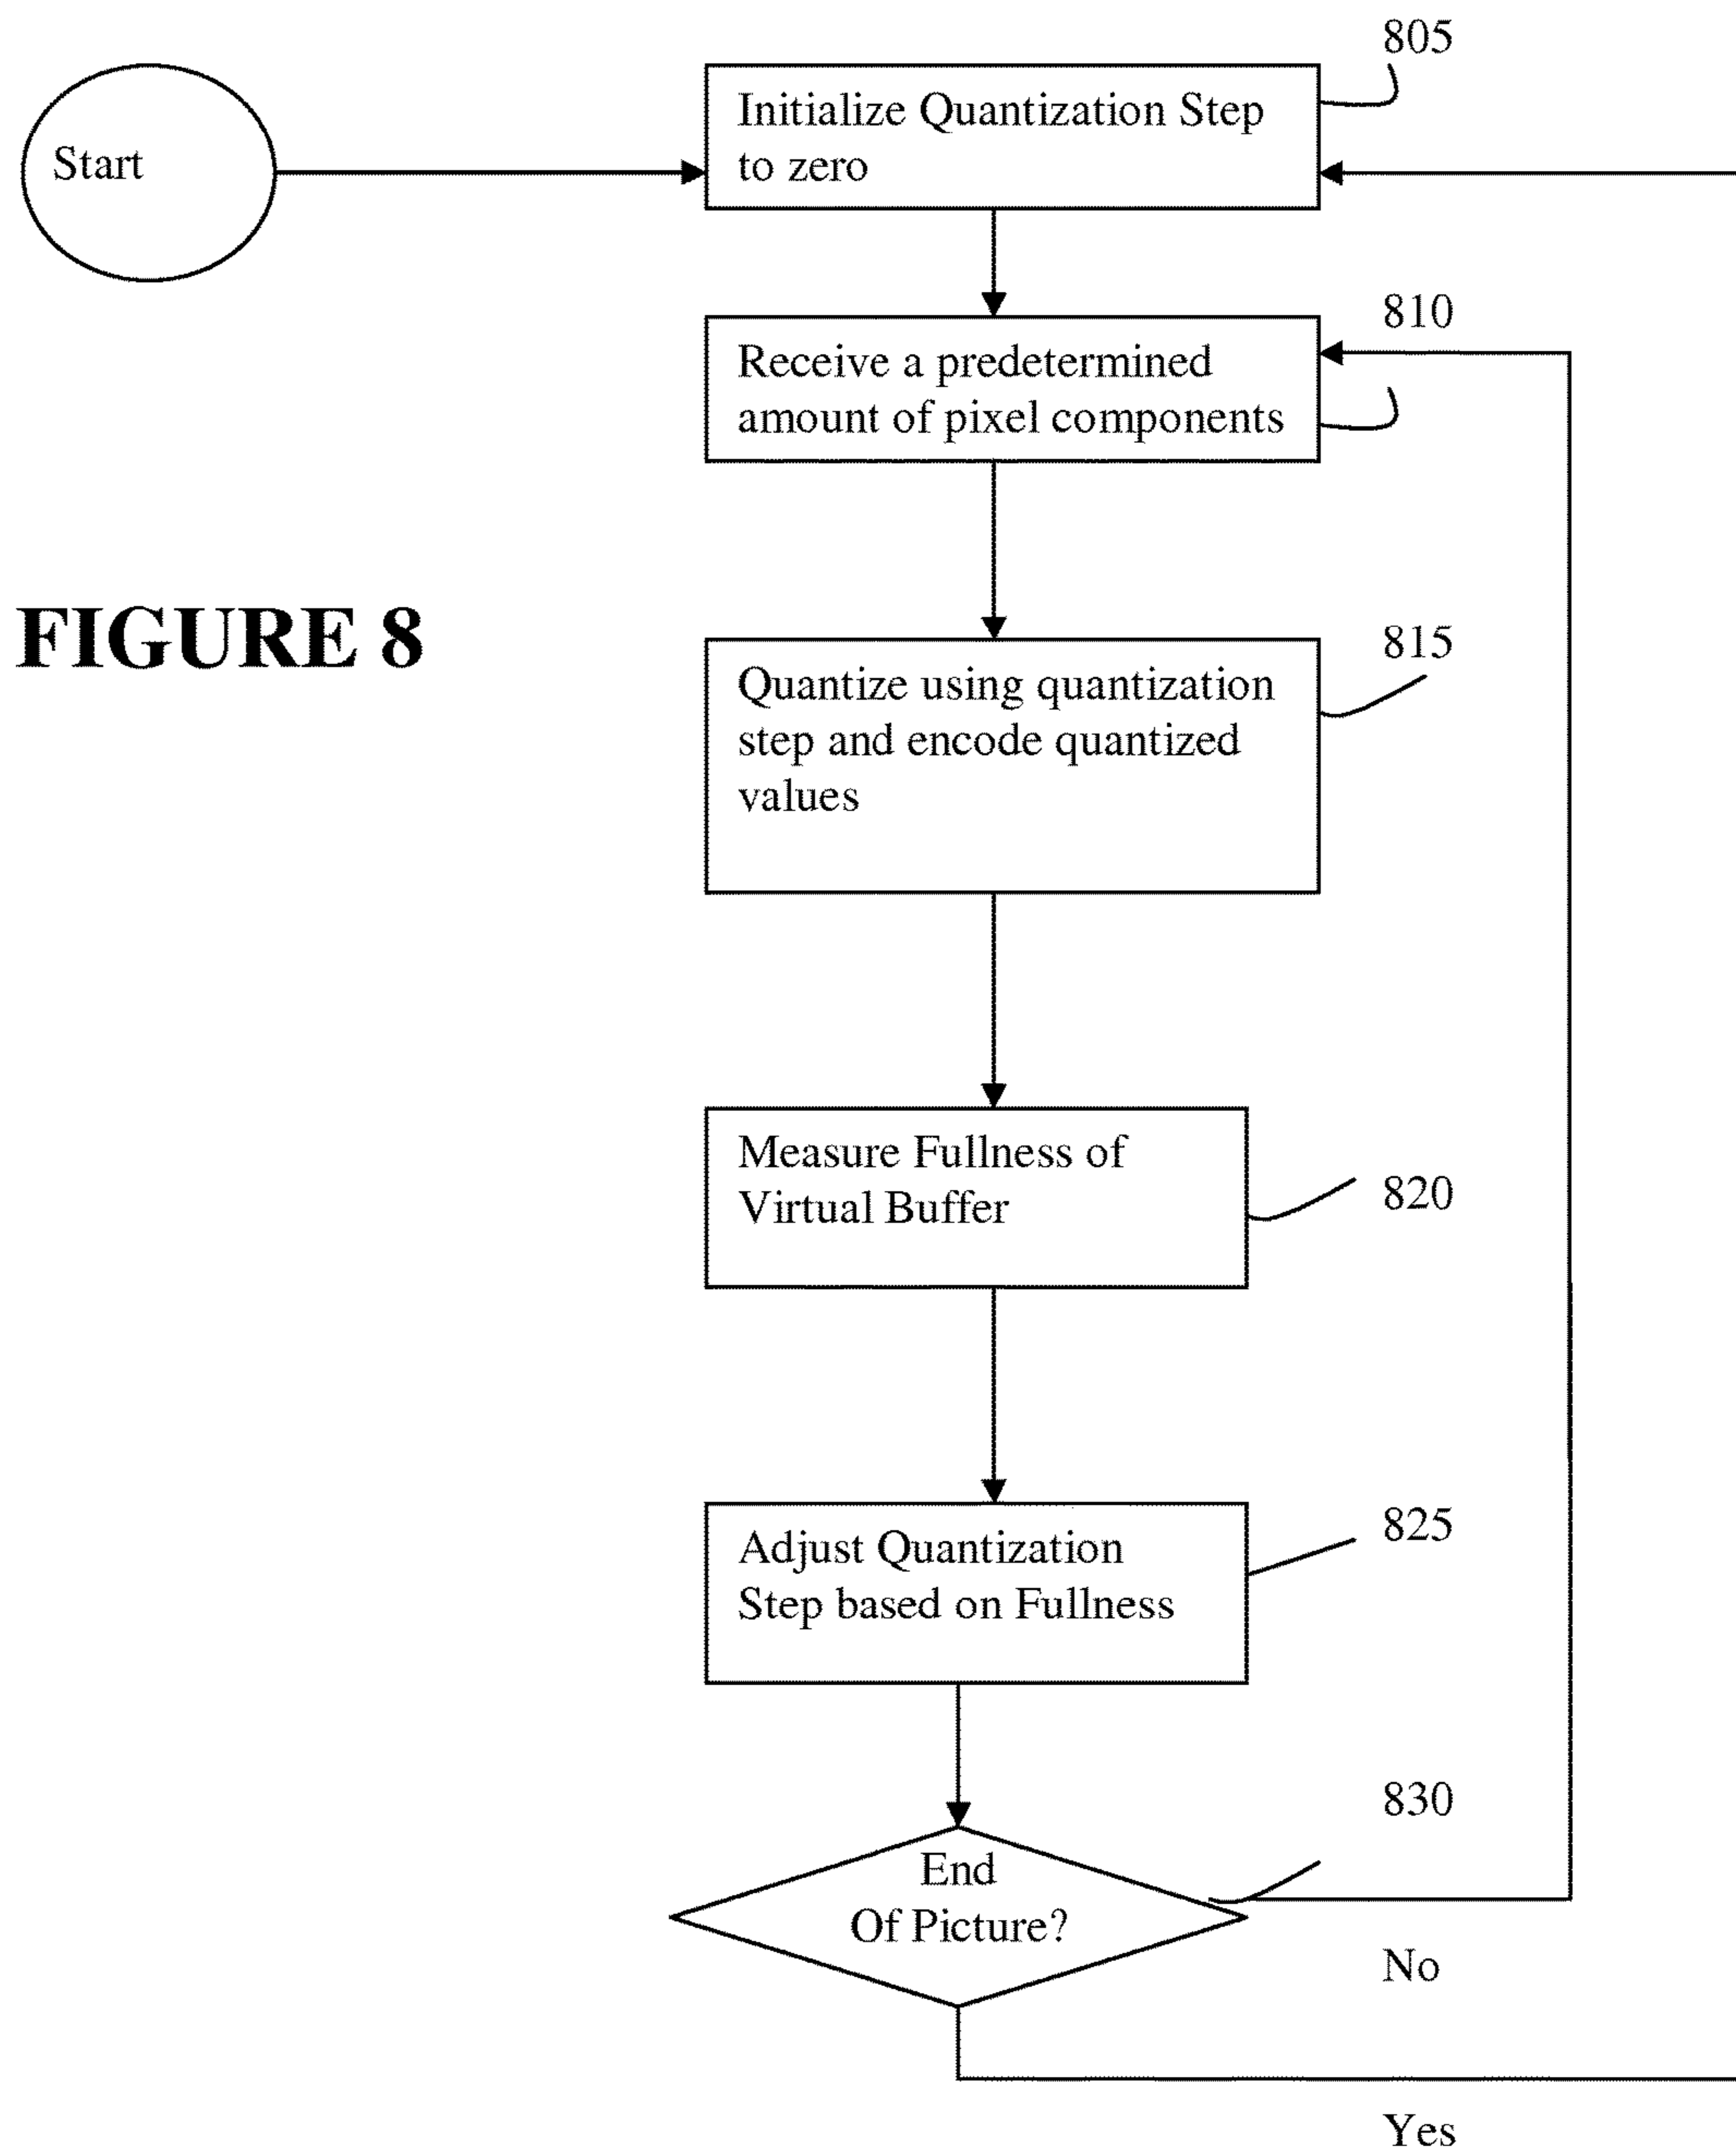 805
Start
Initialize Quantization Step
to zero
810
Receive a predetermined
amount of pixel components
FIGURE 8
815
Quantize using quantization
step and encode quantized
values
Measure Fullness of
Virtual Buffer
820
825
Adjust Quantization
Step based on Fullness
830
End
Of Picture?
No
Yes